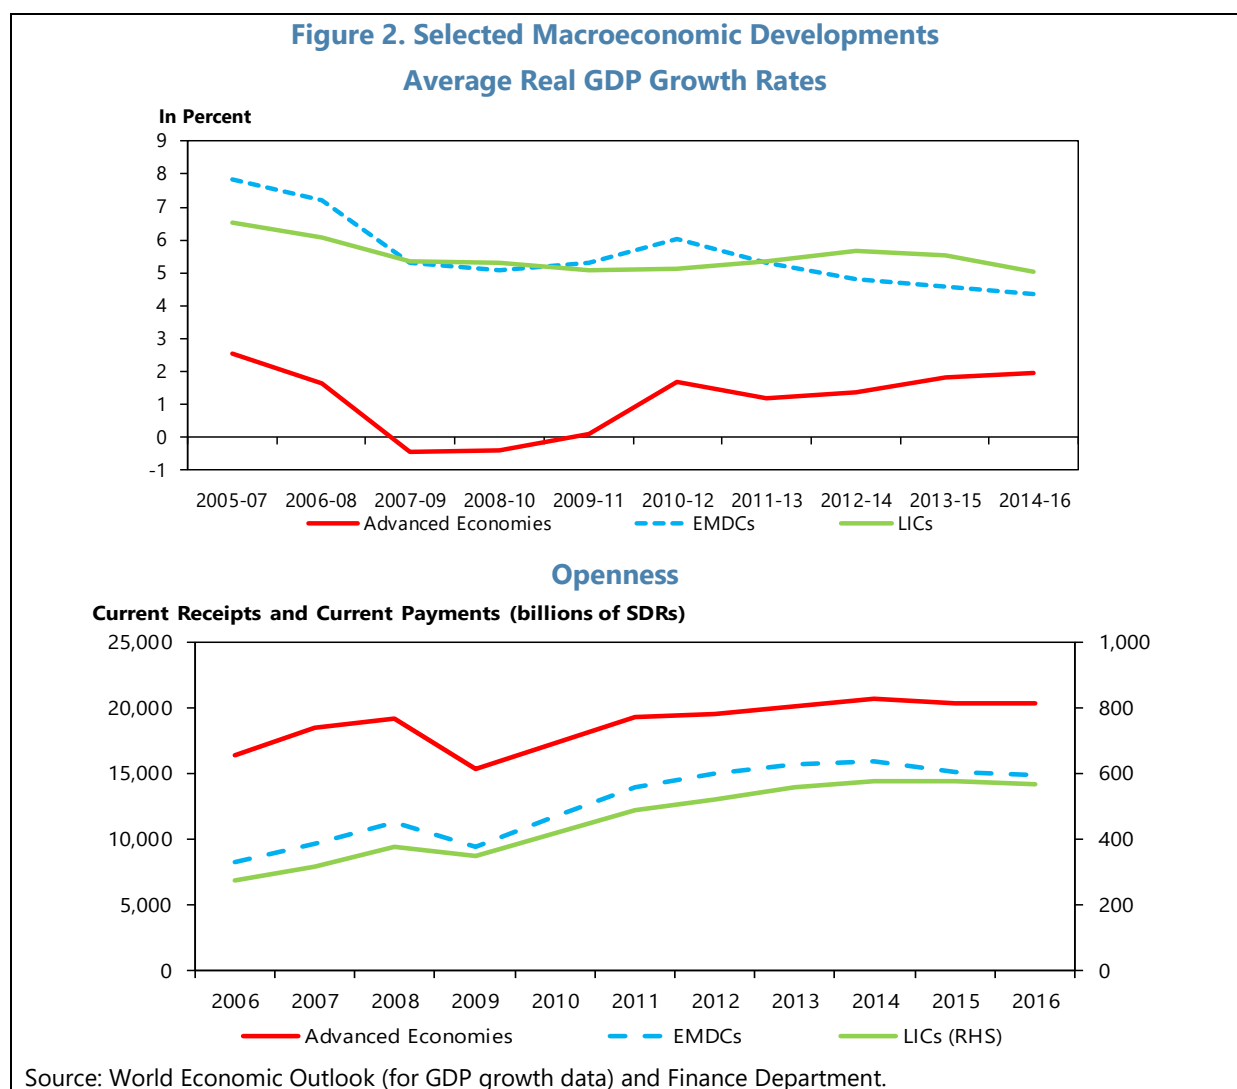 Figure 2. Selected Macroeconomic Developments
Average Real GDP Growth Rates
In Percent
9
8
7
6
5
4
3
2
1
0
-1
2005-07 2006-08 2007-09 2008-10 2009-11 2010-12 2011-13 2012-14 2013-15 2014-16
Advanced Economies EMDCs LICs
Openness
Current Receipts and Current Payments (billions of SDRs)
25,000 1,000
20,000 800
15,000 600
10,000 400
5,000 200
0 0
2006 2007 2008 2009 2010 2011 2012 2013 2014 2015 2016
Advanced Economies EMDCs LICs (RHS)
Source: World Economic Outlook (for GDP growth data) and Finance Department.